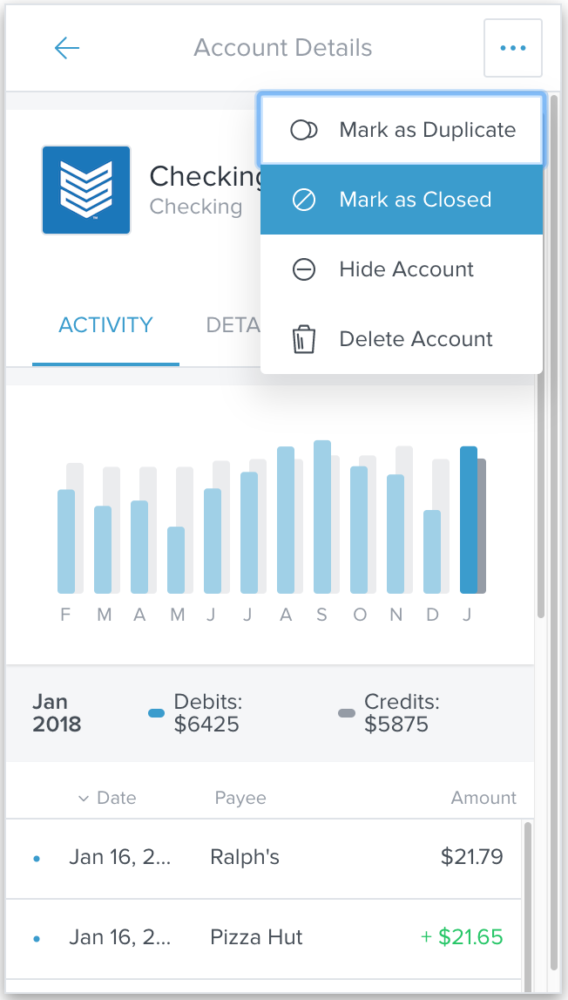 Account Details
Mark as Duplicate
Mark as Closed
Hide Account
Delete Account
Checking
Checking
ACTIVITY DETA
F M A M J J A S O N D J
Jan
2018
Debits:
$6425
Credits:
$5875
Date Payee Amount
Jan 16, 2... Ralph's $21.79
Jan 16, 2... Pizza Hut + $21.65